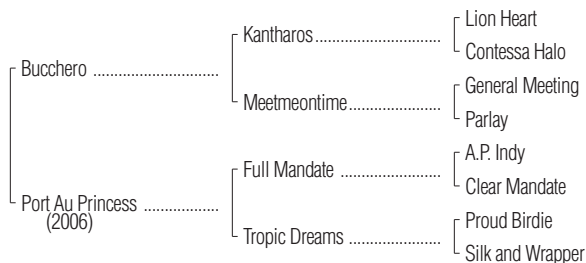 Lion Heart
Kantharos
Contessa Halo
Bucchero
General Meeting
Meetmeontime
Parlay
A.P. Indy
Full Mandate
Clear Mandate
Port Au Princess
(2006)
Proud Birdie
Tropic Dreams
Silk and Wrapper